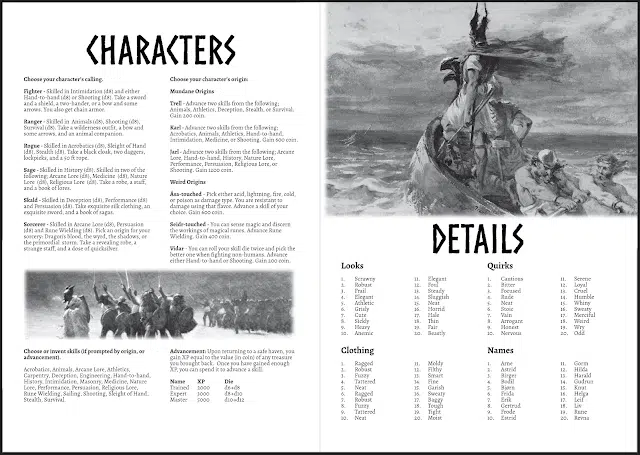 CHARACTERS
Choose your character's calling.
Fighter - Skilled in Intimidation (d8) and either
Hand-to-hand (d8) or Shooting (d8). Take a sword
and a shield, a two-hander, or a bow and some
arrows. You also get chain armor.
Ranger - Skilled in Animals (d8), Shooting (d8),
Survival (d8). Take a wilderness outfit, a bow and
some arrows, and an animal companion.
Rogue - Skilled in Acrobatics (d8), Sleight of Hand
(d8), Stealth (d8). Take a black cloak, two daggers,
lockpicks, and a 50 ft rope.
Sage - Skilled in History (d8). Skilled in two of the
following: Arcane Lore (d8), Medicine (d8), Nature
Lore (d8), Religious Lore (d8). Take a robe, a staff,
and a book of lores.
Skald - Skilled in Deception (d8), Performance (d8)
and Persuasion (d8). Take exquisite silk clothing, an
exquisite sword, and a book of sagas.
Sorcerer - Skilled in Arcane Lore (d8), Persuasion
(d8) and Rune Wielding (d8). Pick an origin for your
sorcery: Dragon's blood, the wyrd, the shadows, or
the primordial storm. Take a revealing robe, a
strange staff, and a dose of quicksilver.
Choose your character's origin:
Mundane Origins
Trell - Advance two skills from the following;
Animals, Athletics, Deception, Stealth, or Survival.
Gain 200 coin.
Karl - Advance two skills from the following;
Acrobatics, Animals, Athletics, Hand-to-hand,
Intimidation, Medicine, or Shooting. Gain 600 coin.
Jarl - Advance two skills from the following; Arcane
Lore, Hand-to-hand, History, Nature Lore,
Performance, Persuasion, Religious Lore, or
Shooting. Gain 1200 coin.
Weird Origins
Áss-touched - Pick either acid, lightning, fire, cold,
or poison as damage type. You are resistant to
damage using that flavor. Advance a skill of your
choice. Gain 600 coin.
Seidr-touched - You can sense magic and discern
the workings of magical runes. Advance Rune
Wielding. Gain 400 coin.
Vidar - You can roll your skill die twice and pick the
better one when fighting non-humans. Advance
either Hand-to-hand or Shooting. Gain 200 coin.
Choose or invent skills (if prompted by origin, or
advancement).
Acrobatics, Animals, Arcane Lore, Athletics,
Carpentry, Deception, Engineering, Hand-to-hand,
History, Intimidation, Masonry, Medicine, Nature
Lore, Performance, Persuasion, Religious Lore,
Rune Wielding, Sailing, Shooting, Sleight of Hand,
Stealth, Survival.
Advancement: Upon returning to a safe haven, you
gain XP equal to the value (in coin) of any treasure
you brought back. Once you have gained enough
XP, you can spend it to advance a skill.
Name XP Die
Trained 1000 d6→d8
Expert 3000 d8→d10
Master 5000 d10→d12
DETAILS
Looks
1. Scrawny
2. Robust
3. Frail
4. Elegant
5. Athletic
6. Grisly
7. Cute
8. Sickly
9. Heavy
10. Anemic
11. Elegant
12. Foul
13. Steady
14. Sluggish
15. Neat
16. Horrid
17. Hale
18. Thin
19. Fair
20. Beastly
Quirks
1. Cautious
2. Bitter
3. Focused
4. Rude
5. Neat
6. Stoic
7. Vain
8. Arrogant
9. Honest
10. Nervous
11. Serene
12. Loyal
13. Cruel
14. Humble
15. Whiny
16. Sweaty
17. Merciful
18. Weird
19. Wry
20. Odd
Clothing
1. Ragged
2. Robust
3. Fuzzy
4. Tattered
5. Neat
6. Ragged
7. Robust
8. Fuzzy
9. Tattered
10. Neat
11. Moldy
12. Filthy
13. Smart
14. Fine
15. Garish
16. Sweaty
17. Baggy
18. Tough
19. Tight
20. Moist
Names
1. Arne
2. Astrid
3. Birger
4. Bodil
5. Bjørn
6. Frida
7. Erik
8. Gertrud
9. Frode
10. Estrid
11. Gorm
12. Hilda
13. Harald
14. Gudrun
15. Knut
16. Helga
17. Leif
18. Liv
19. Rune
20. Revna